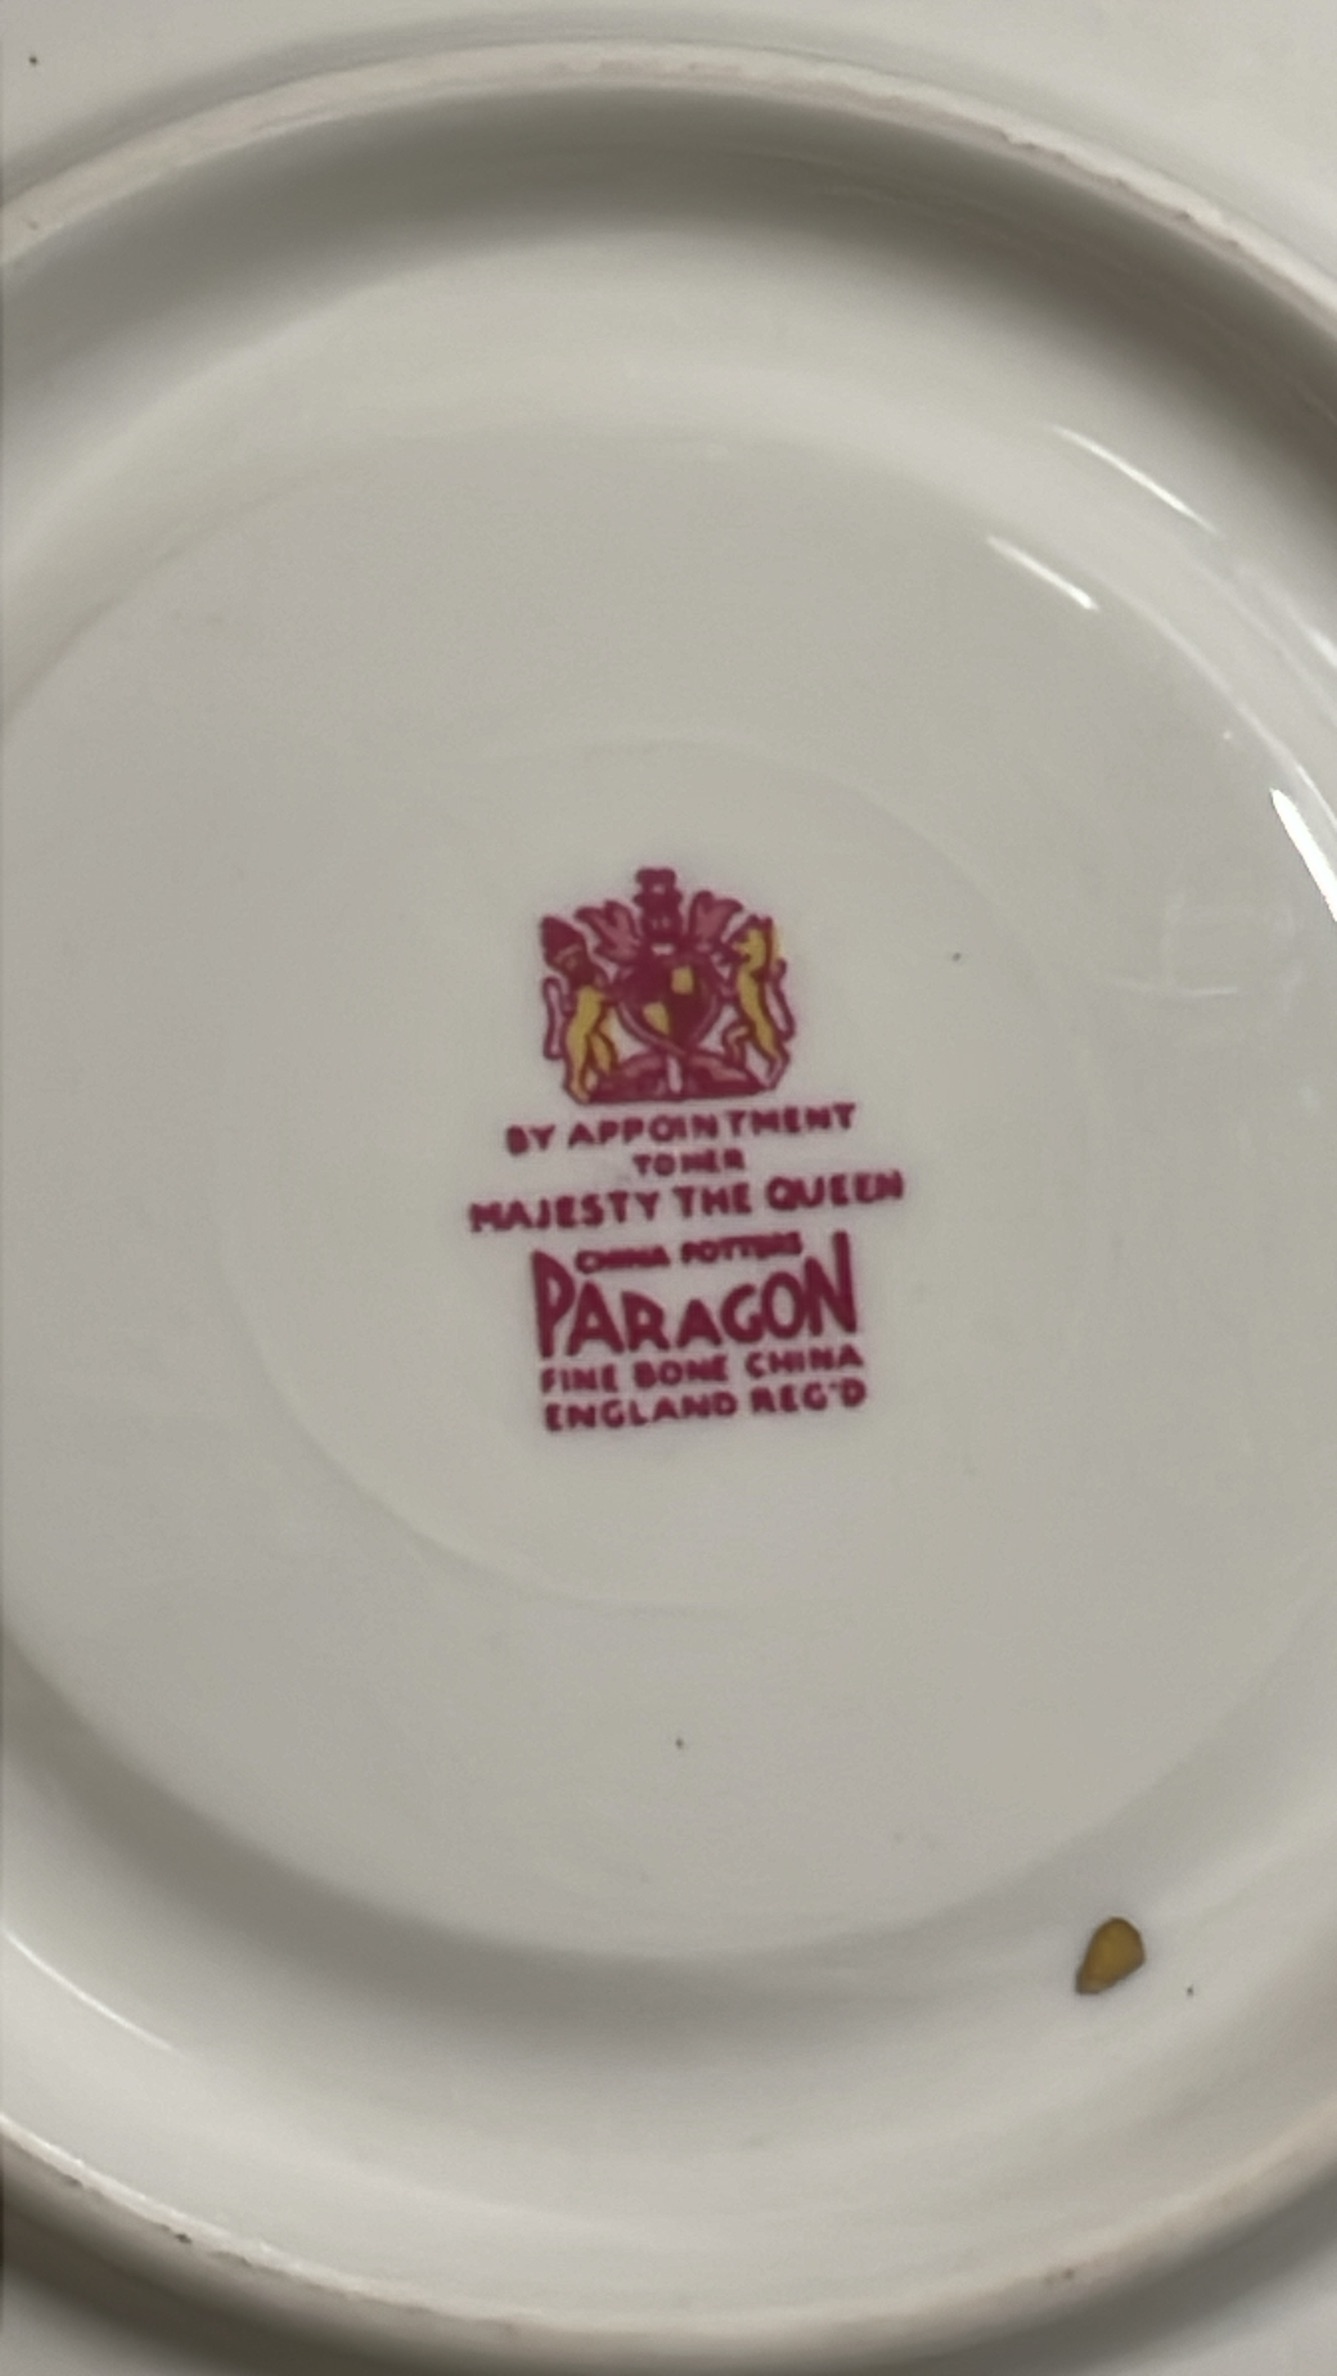 BY APPOINTMENT
TO HER
MAJESTY THE QUEEN
CHINA POTTERS
PARAGON
FINE BONE CHINA
ENGLAND REG'D